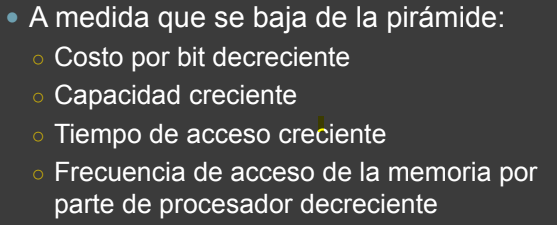 • A medida que se baja de la pirámide:
○ Costo por bit decreciente
○ Capacidad creciente
○ Tiempo de acceso creciente
○ Frecuencia de acceso de la memoria por
parte de procesador decreciente